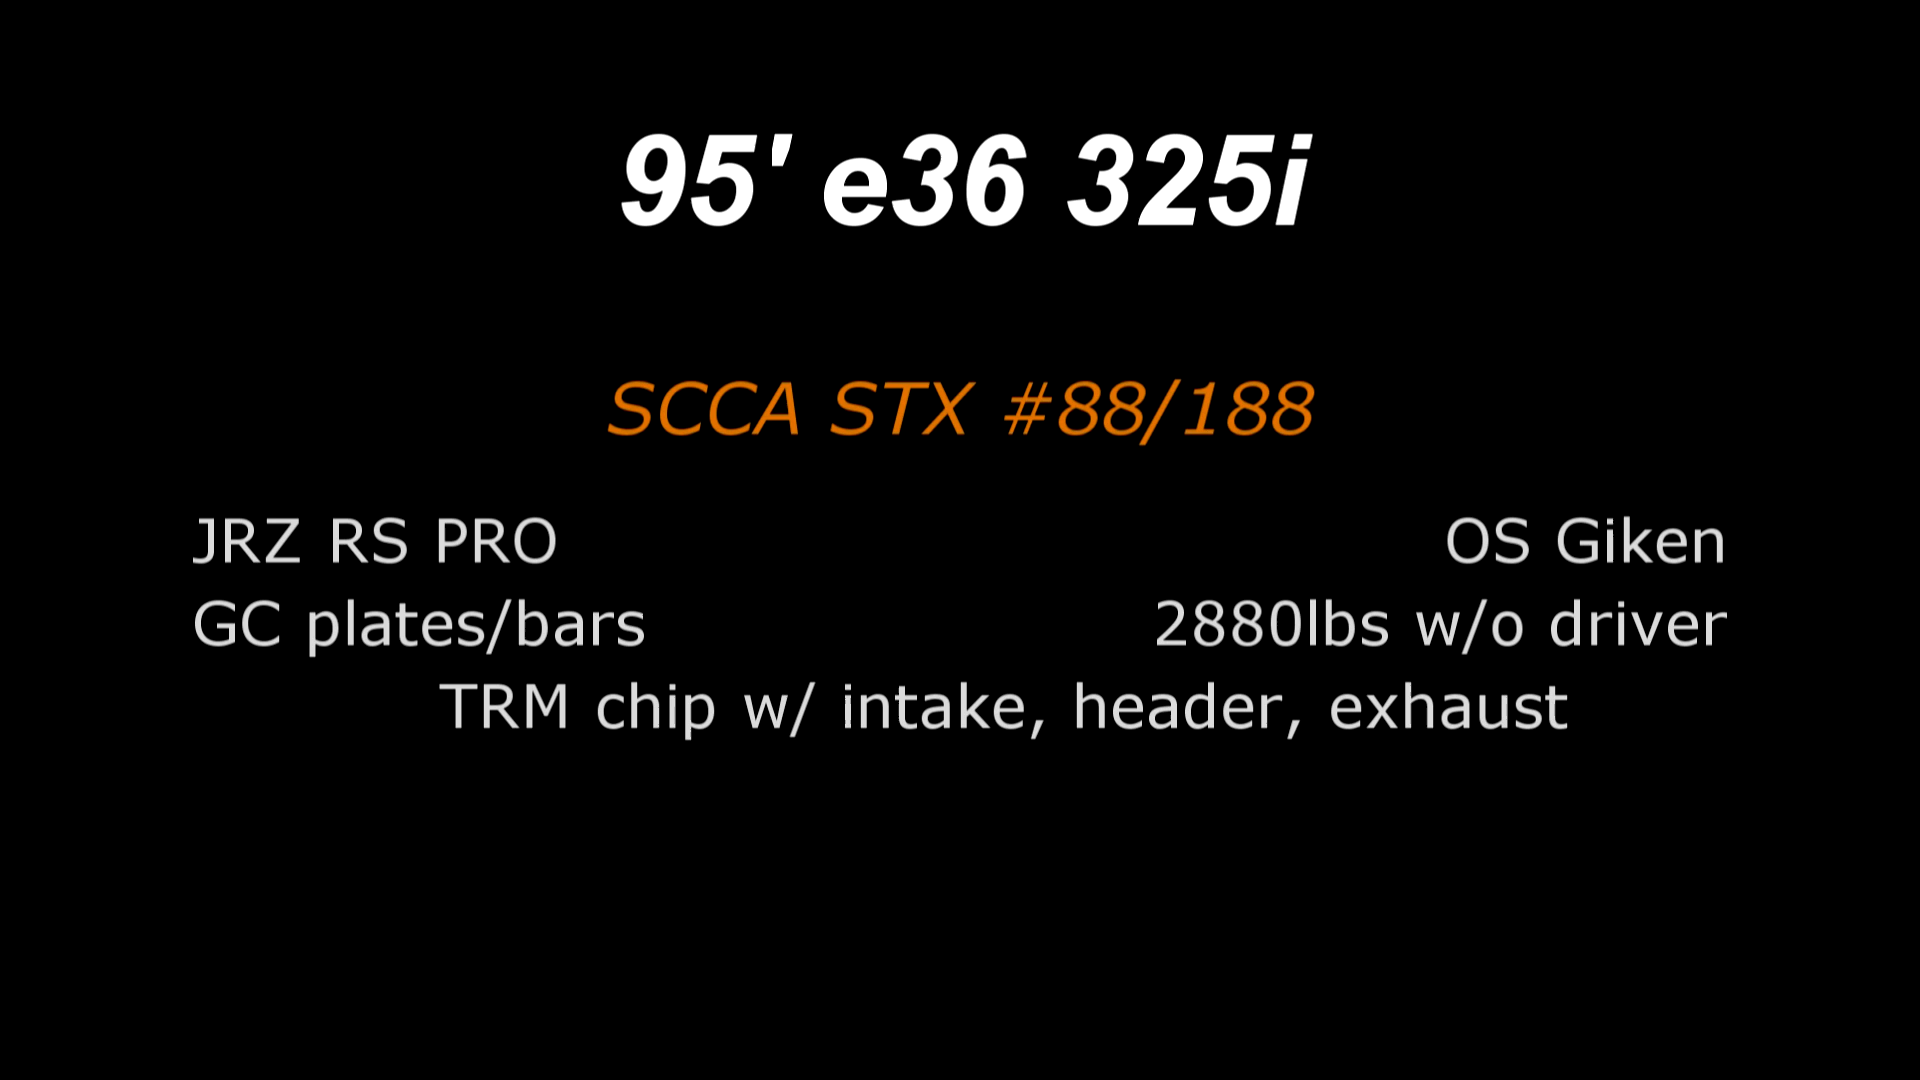 95' e36 325i
SCCA STX #88/188
JRZ RS PRO OS Giken
GC plates/bars 2880lbs w/o driver
TRM chip w/ intake, header, exhaust